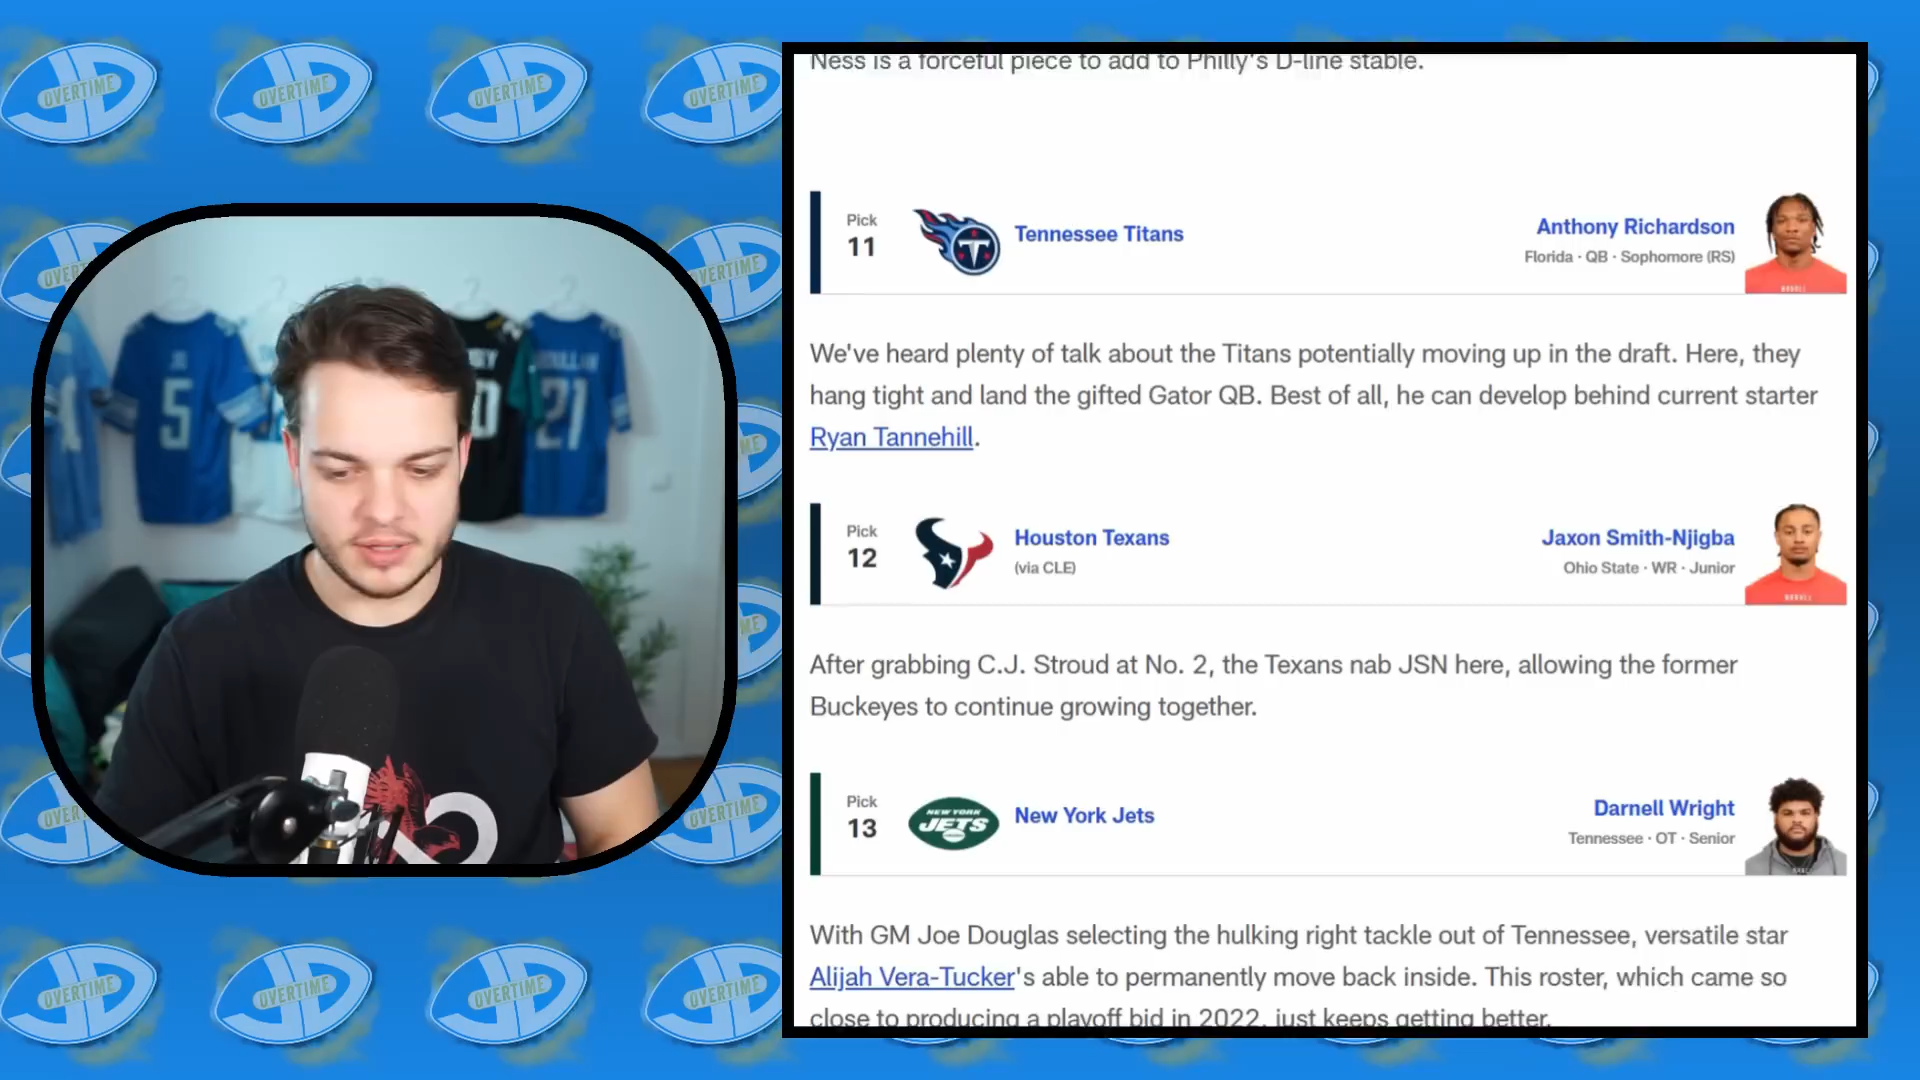 OVERTIME
OVERTIME
OVERTIME
OVERTIME
Ness is a forceful piece to add to Philly's D-line stable.
Pick
11
T
Tennessee Titans
Anthony Richardson
Florida · QB · Sophomore (RS)
We've heard plenty of talk about the Titans potentially moving up in the draft. Here, they
hang tight and land the gifted Gator QB. Best of all, he can develop behind current starter
Ryan Tannehill.
Pick
12
Houston Texans
(via CLE)
Jaxon Smith-Njigba
Ohio State · WR · Junior
After grabbing C.J. Stroud at No. 2, the Texans nab JSN here, allowing the former
Buckeyes to continue growing together.
Pick
13
NEW YORK
JETS
New York Jets
Darnell Wright
Tennessee · OT · Senior
With GM Joe Douglas selecting the hulking right tackle out of Tennessee, versatile star
Alijah Vera-Tucker's able to permanently move back inside. This roster, which came so
close to producing a playoff bid in 2022, just keeps getting better.
5
0
21
OVERTIME
OVERTIME
OVERTIME
OVERTIME